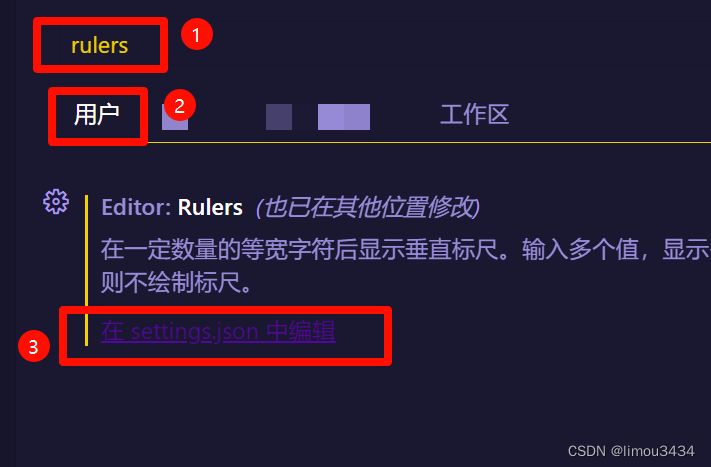 rulers
1
用户
2
工作区
Editor: Rulers (也已在其他位置修改)
在一定数量的等宽字符后显示垂直标尺。输入多个值，显示
则不绘制标尺。
在 settings.json 中编辑
3
CSDN @limou3434